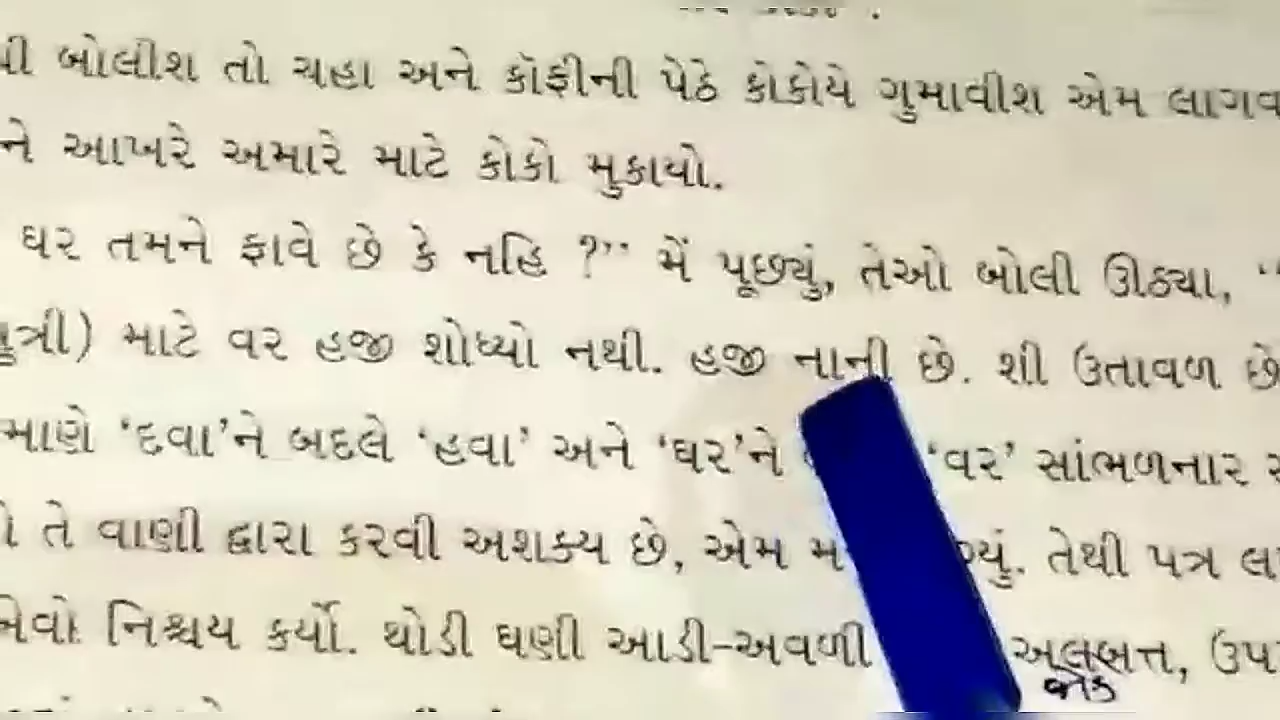 બોલીશ તો ચહા અને કૉફીની પેઠે કોકોયે ગુમાવીશ એમ
ને આખરે અમારે માટે કોકો મુકાયો.
ઘર તમને ફાવે છે કે નહિ ?” મેં પૂછ્યું, તેઓ બોલી ઊઠ્યા, “
માટે વર હજી શોધ્યો નથી. હજી નાની છે. શી ઉતાવળ છે
‘દવા’ને બદલે ‘હવા’ અને ‘ઘર’ને ‘વર’ સાંભળનાર
તે વાણી દ્વારા કરવી અશક્ય છે, એમ તેથી પત્ર
નિશ્ચય કર્યો. થોડી ઘણી આડી-અવળી અલબત્ત,